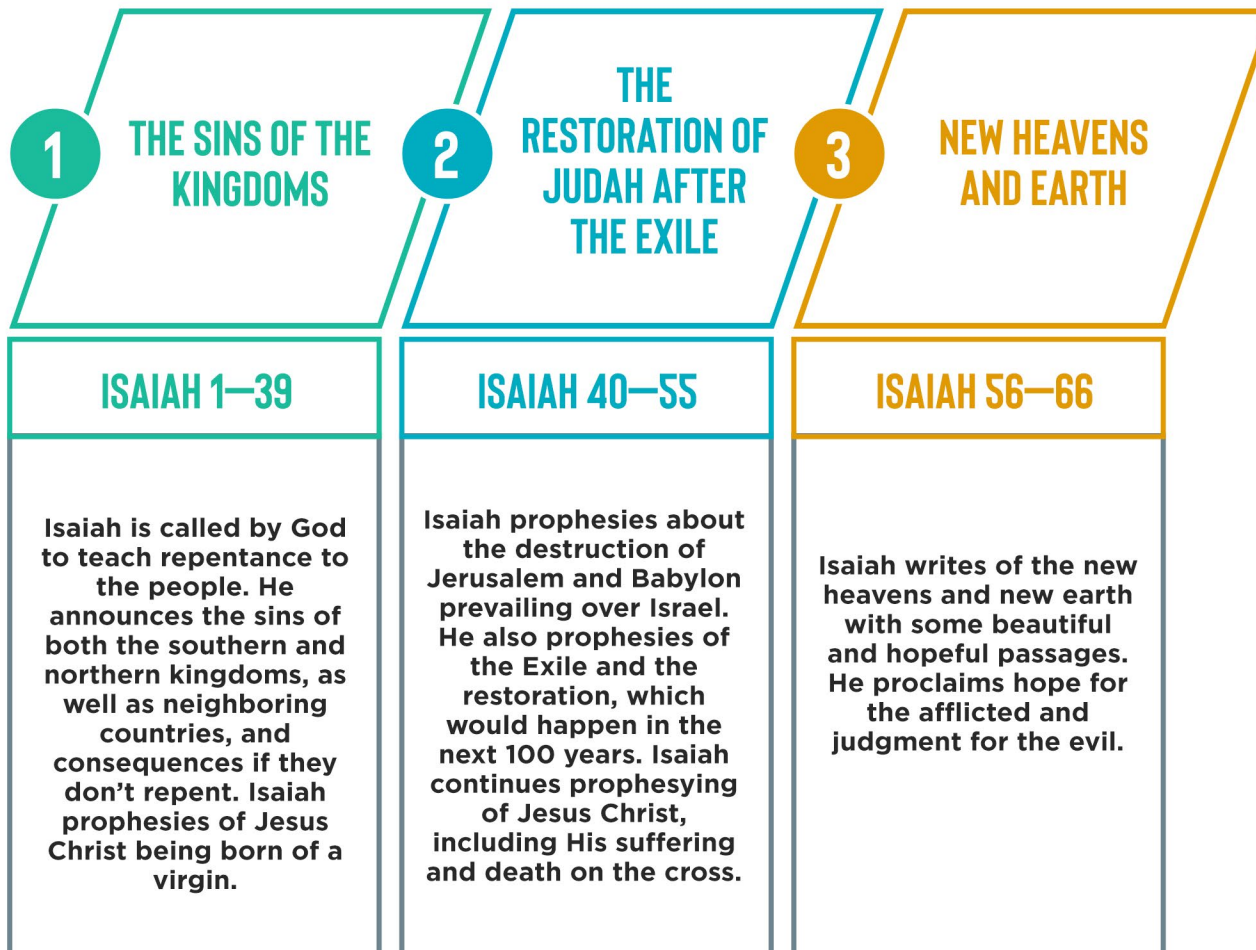 1
THE SINS OF THE
KINGDOMS
ISAIAH 1—39
Isaiah is called by God
to teach repentance to
the people. He
announces the sins of
both the southern and
northern kingdoms, as
well as neighboring
countries, and
consequences if they
don’t repent. Isaiah
prophesies of Jesus
Christ being born of a
virgin.
2
THE
RESTORATION OF
JUDAH AFTER
THE EXILE
ISAIAH 40—55
Isaiah prophesies about
the destruction of
Jerusalem and Babylon
prevailing over Israel.
He also prophesies of
the Exile and the
restoration, which
would happen in the
next 100 years. Isaiah
continues prophesying
of Jesus Christ,
including His suffering
and death on the cross.
3
NEW HEAVENS
AND EARTH
ISAIAH 56—66
Isaiah writes of the new
heavens and new earth
with some beautiful
and hopeful passages.
He proclaims hope for
the afflicted and
judgment for the evil.